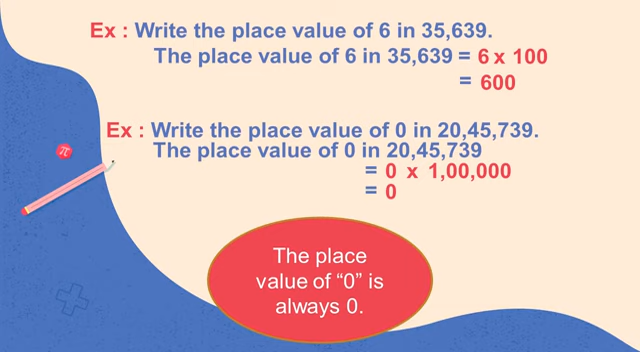 Ex : Write the place value of 6 in 35,639.
The place value of 6 in 35,639 = 6 x 100
= 600
Ex : Write the place value of 0 in 20,45,739.
The place value of 0 in 20,45,739
= 0 x 1,00,000
= 0
π
The place
value of “0” is
always 0.